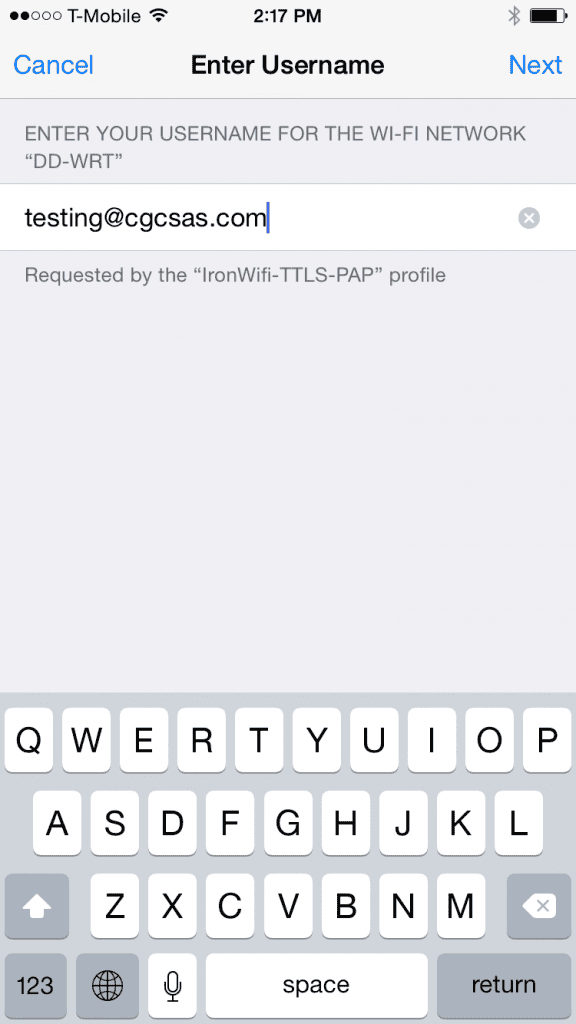 T-Mobile 2:17 PM
Cancel Enter Username Next
ENTER YOUR USERNAME FOR THE WI-FI NETWORK
“DD-WRT”
testing@cgcsas.com
Requested by the “IronWifi-TTLS-PAP” profile
Q W E R T Y U I O P
A S D F G H J K L
Z X C V B N M
123 space return